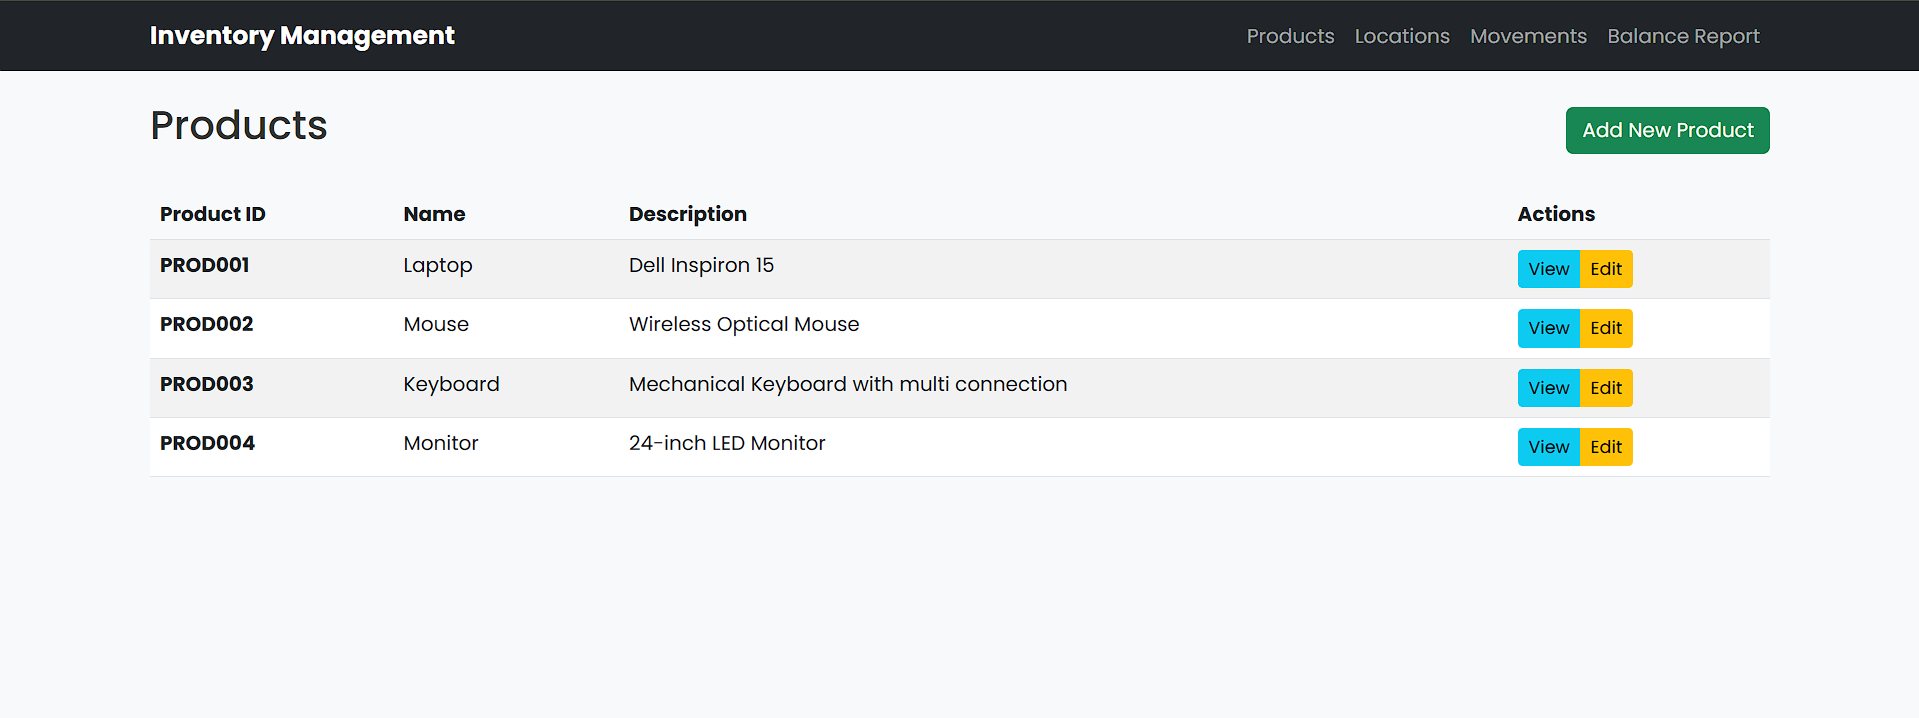 Inventory Management Products Locations Movements Balance Report
Products Add New Product
Product ID Name Description Actions
PROD001 Laptop Dell Inspiron 15 View Edit
PROD002 Mouse Wireless Optical Mouse View Edit
PROD003 Keyboard Mechanical Keyboard with multi connection View Edit
PROD004 Monitor 24-inch LED Monitor View Edit